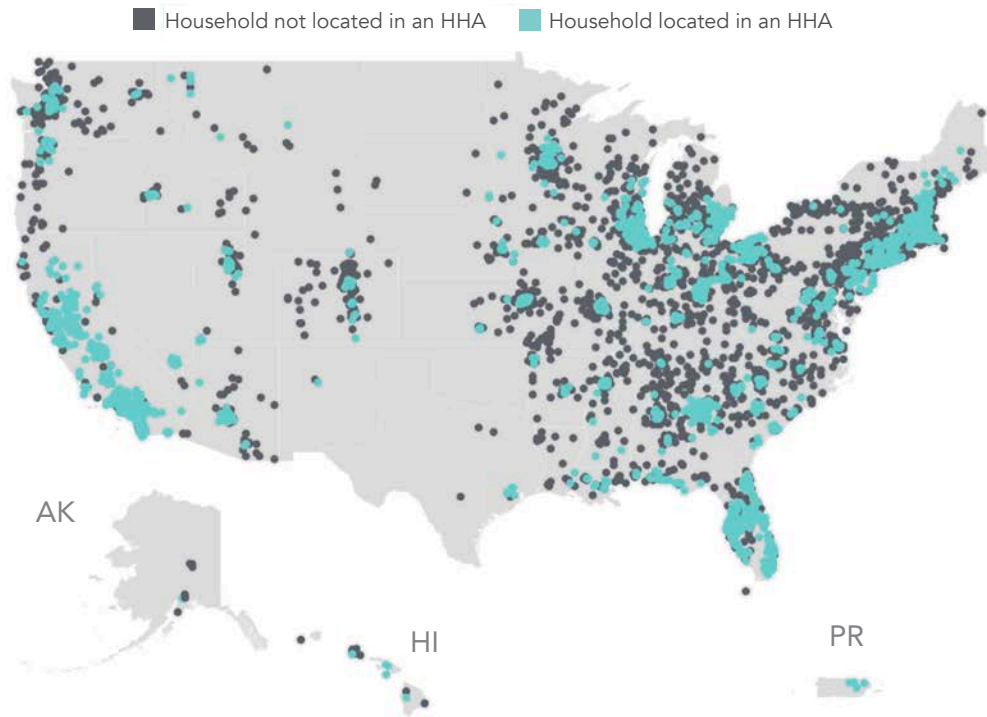 Household not located in an HHA
Household located in an HHA
AK
HI
PR